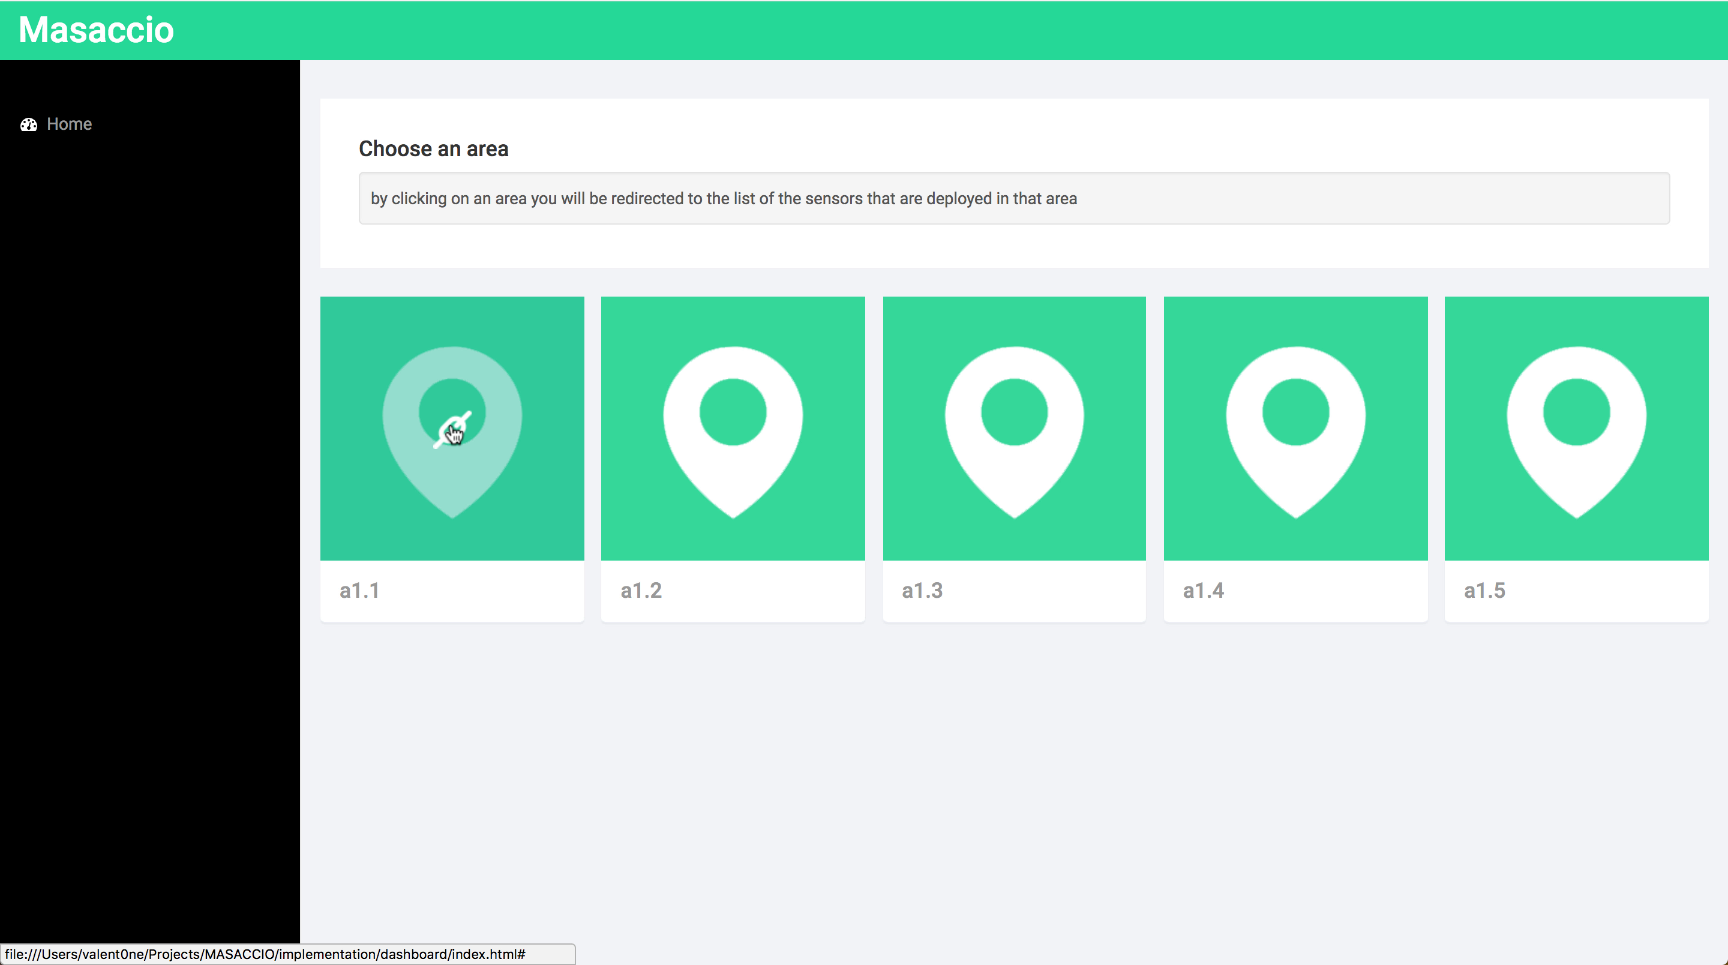 Masaccio
Home
Choose an area
by clicking on an area you will be redirected to the list of the sensors that are deployed in that area
a1.1
a1.2
a1.3
a1.4
a1.5
file:///Users/valent0ne/Projects/MASACCIO/implementation/dashboard/index.html#